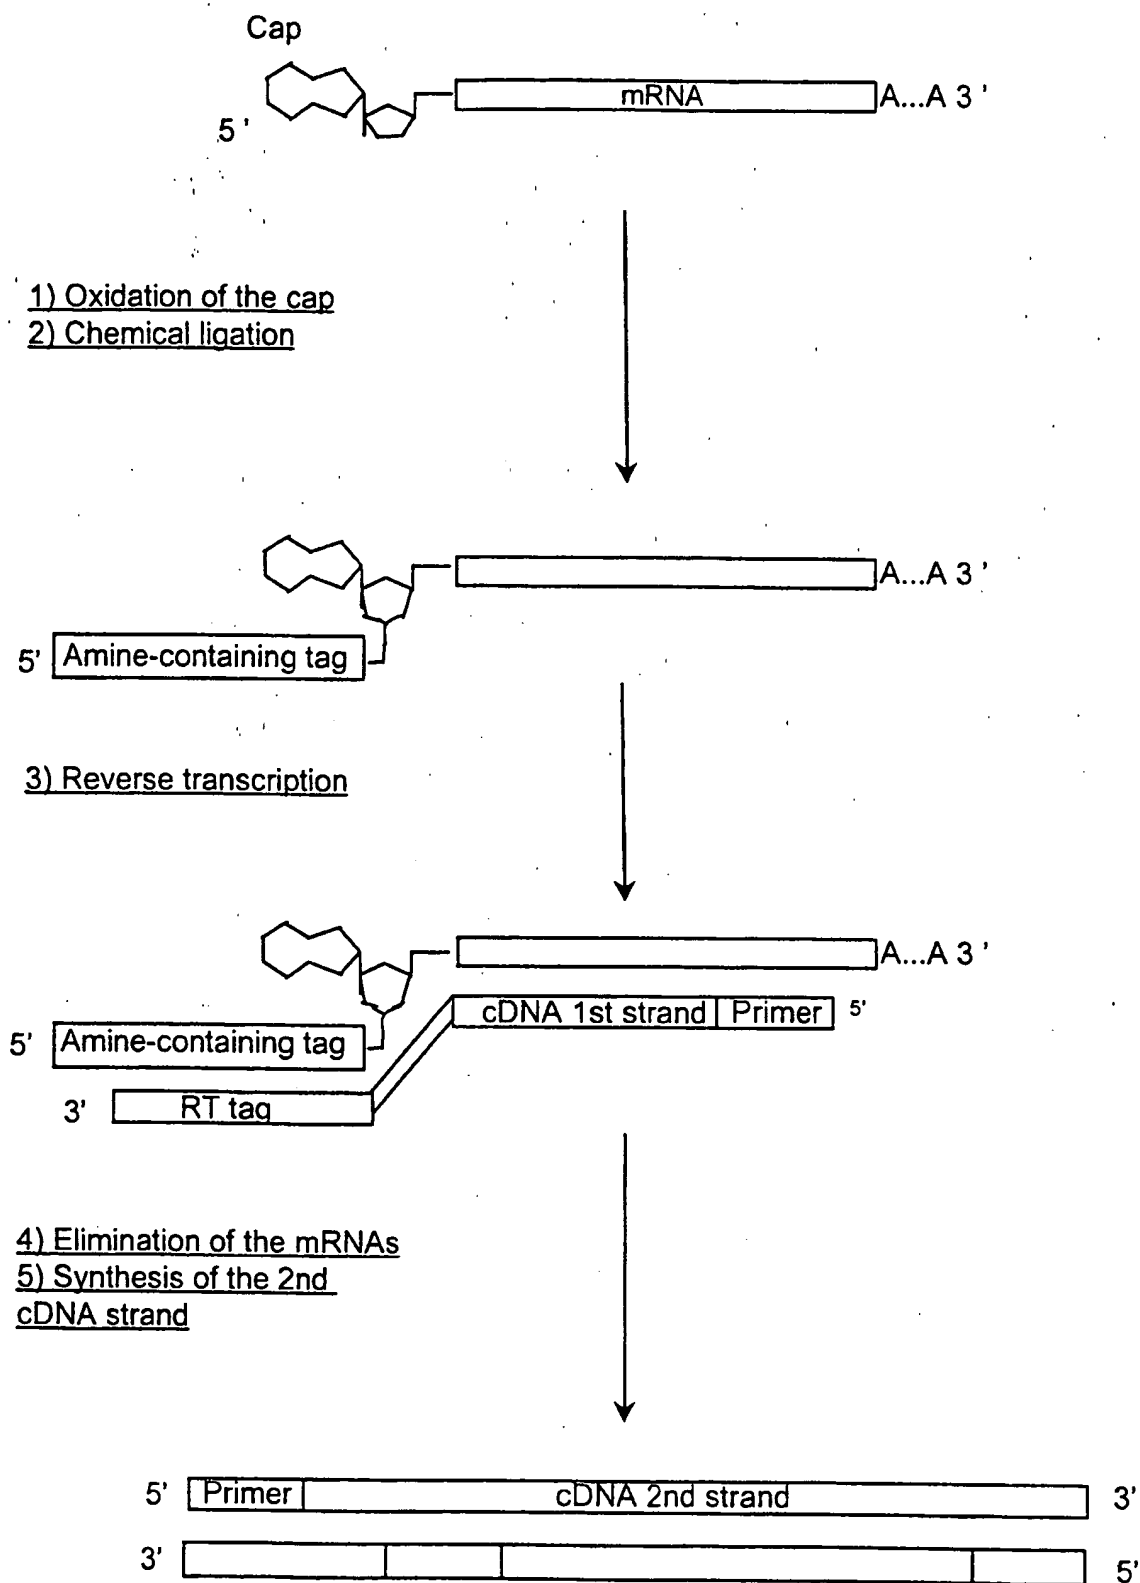 Cap
mRNA A...A 3 '
5 '
1) Oxidation of the cap
2) Chemical ligation
A...A 3 '
5' Amine-containing tag
3) Reverse transcription
A...A 3 '
cDNA 1st strand Primer 5'
5' Amine-containing tag
3' RT tag
4) Elimination of the mRNAs
5) Synthesis of the 2nd
cDNA strand
5' Primer cDNA 2nd strand 3'
3' 5'